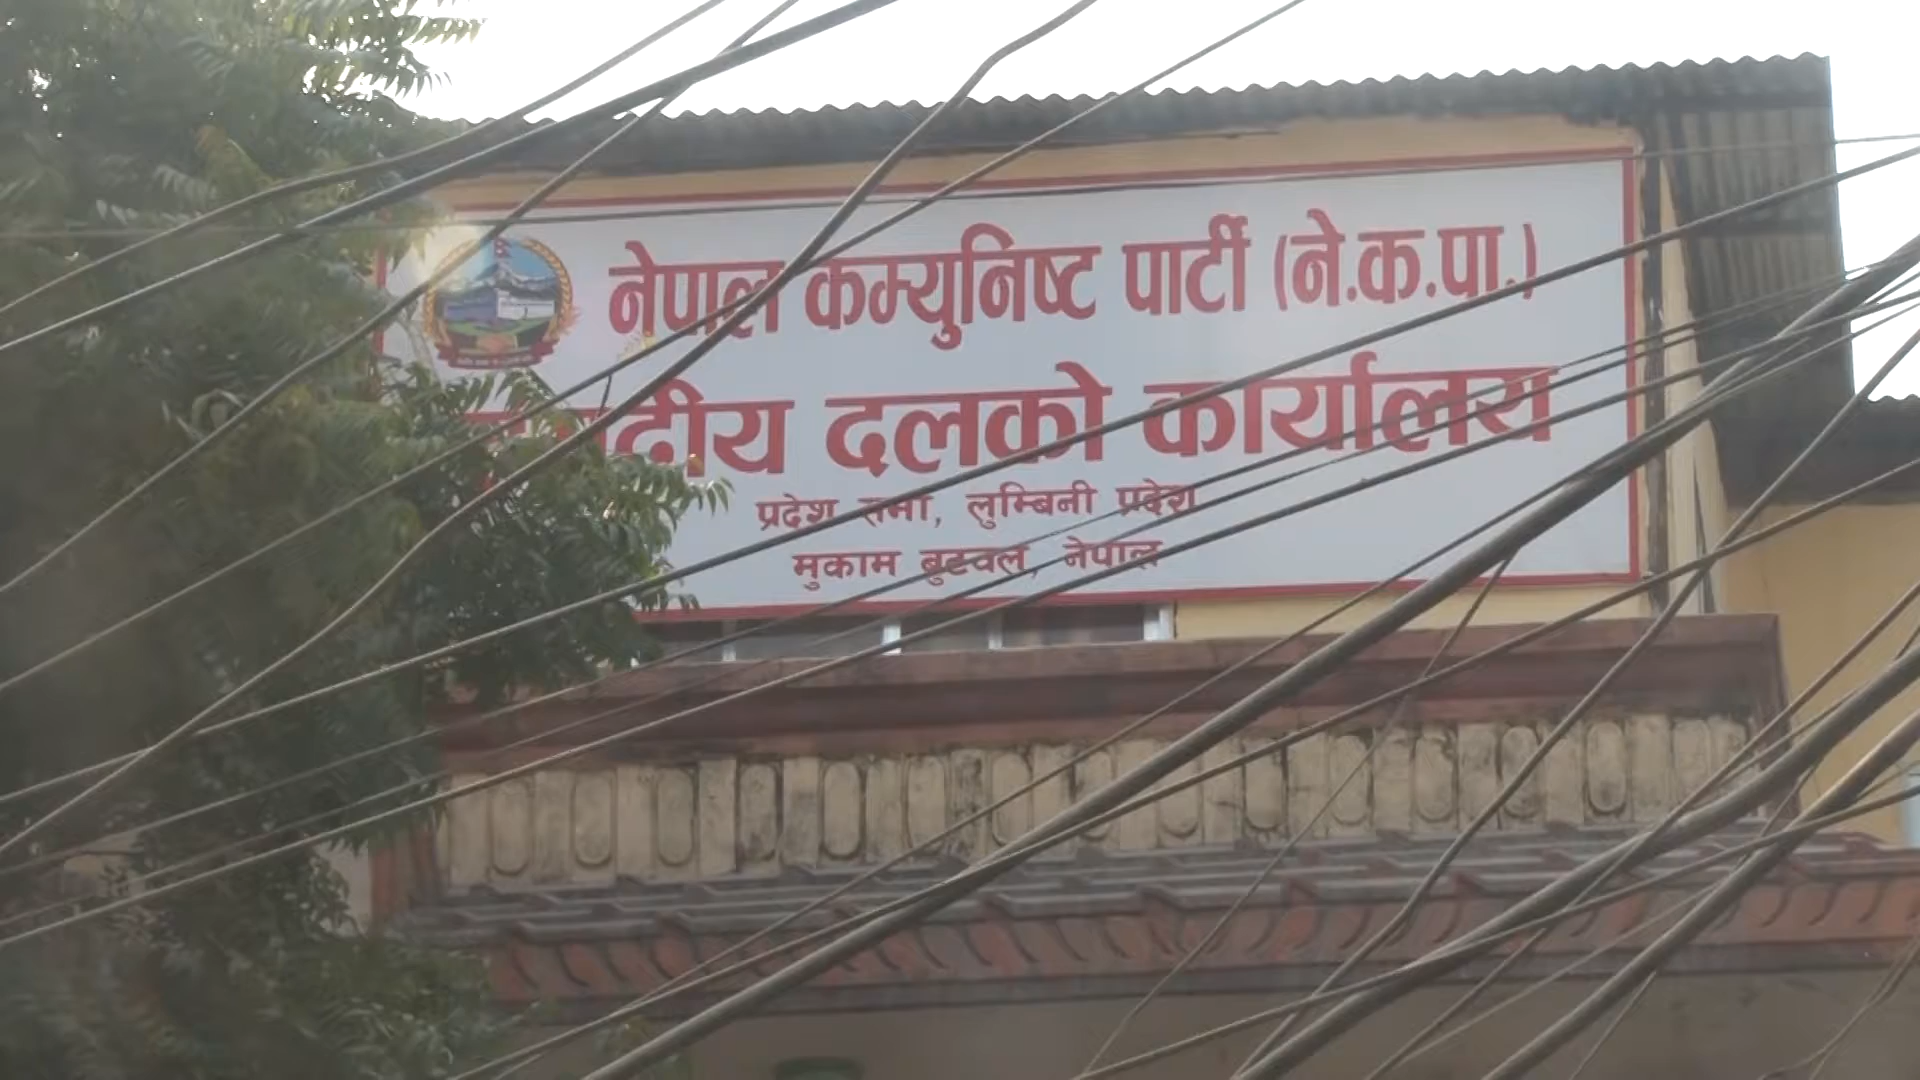 नेपाल कम्युनिष्ट पार्टी (ने.क.पा.)
दलको कार्यालय
प्रदेश सभा, लुम्बिनी प्रदेश
मुकाम बुटवल, नेपाल